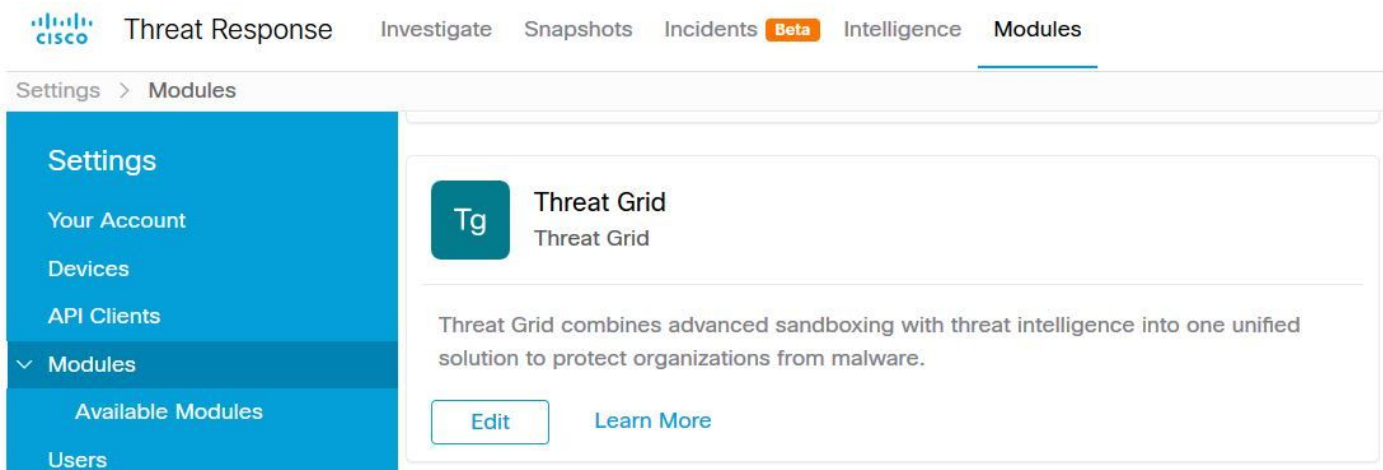 CISCO Threat Response Investigate Snapshots Incidents Beta Intelligence Modules
Settings > Modules
Settings
Your Account
Devices
API Clients
Modules
Available Modules
Users
Tg
Threat Grid
Threat Grid
Threat Grid combines advanced sandboxing with threat intelligence into one unified
solution to protect organizations from malware.
Edit Learn More